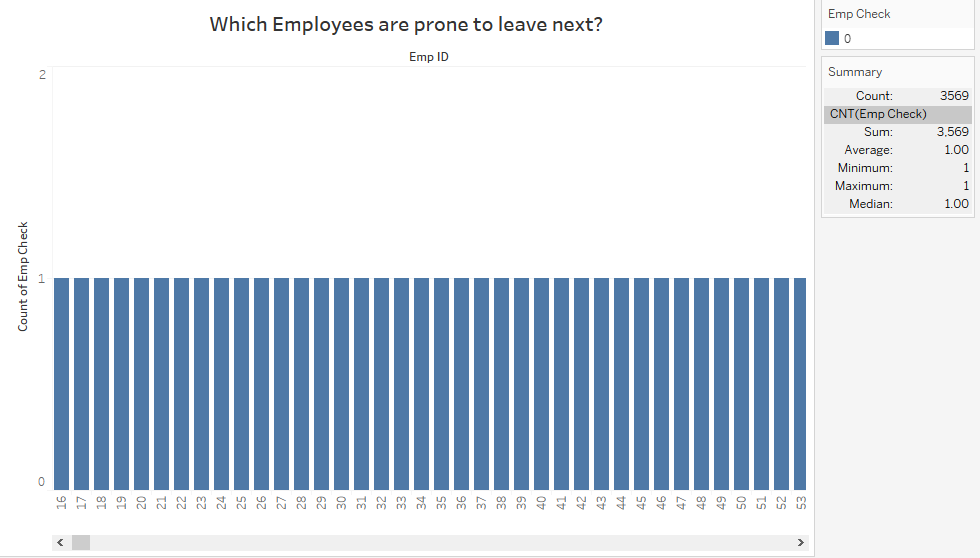 Which Employees are prone to leave next?
Emp ID
Count of Emp Check
2
1
0
16 17 18 19 20 21 22 23 24 25 26 27 28 29 30 31 32 33 34 35 36 37 38 39 40 41 42 43 44 45 46 47 48 49 50 51 52 53
Emp Check
0
Summary
Count: 3569
CNT(Emp Check)
Sum: 3,569
Average: 1.00
Minimum: 1
Maximum: 1
Median: 1.00